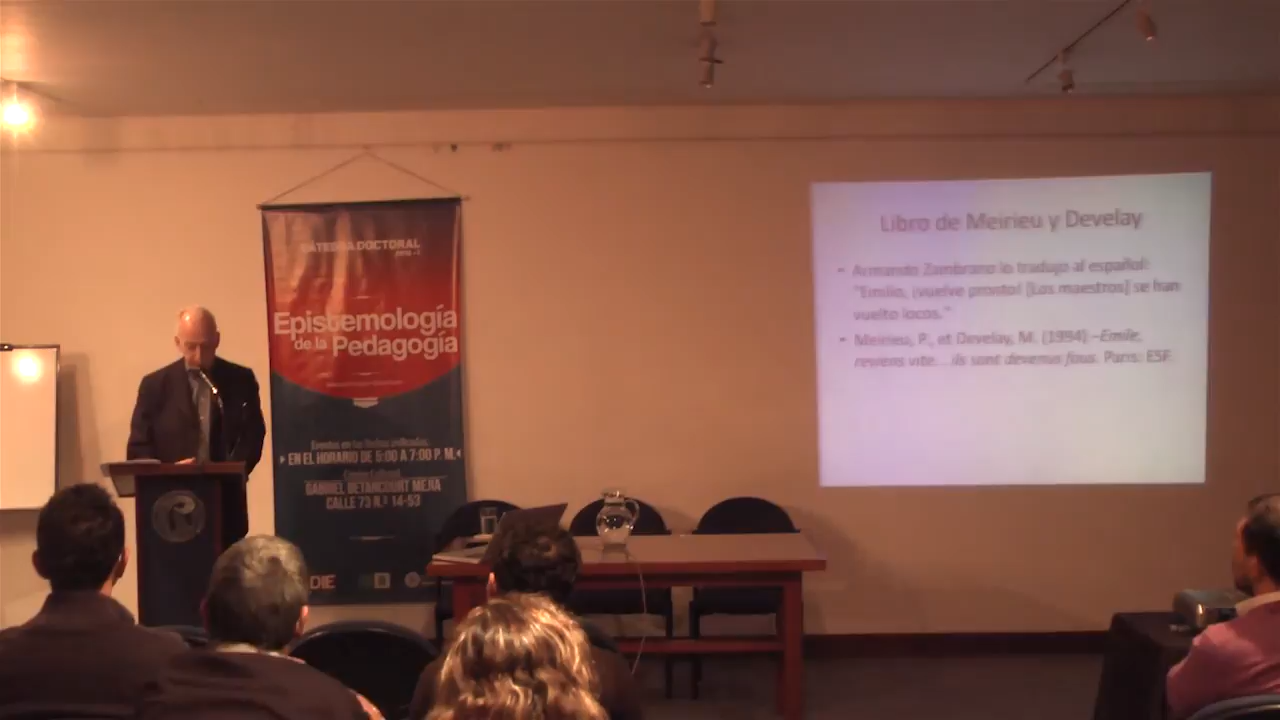 CÁTEDRA DOCTORAL
Epistemología
de la Pedagogía
EN EL HORARIO DE 5:00 A 7:00 P. M.
GABRIEL BETANCOURT MEJÍA
CALLE 73 N.º 14-53
DIE
Libro de Meirieu y Develay
• Armando Zambrano lo tradujo al español:
"Emilio, ¡vuelve pronto! [Los maestros] se han
vuelto locos."
• Meirieu, P., et Develay, M. (1994) –Emile,
reviens vite... ils sont devenus fous. Paris: ESF